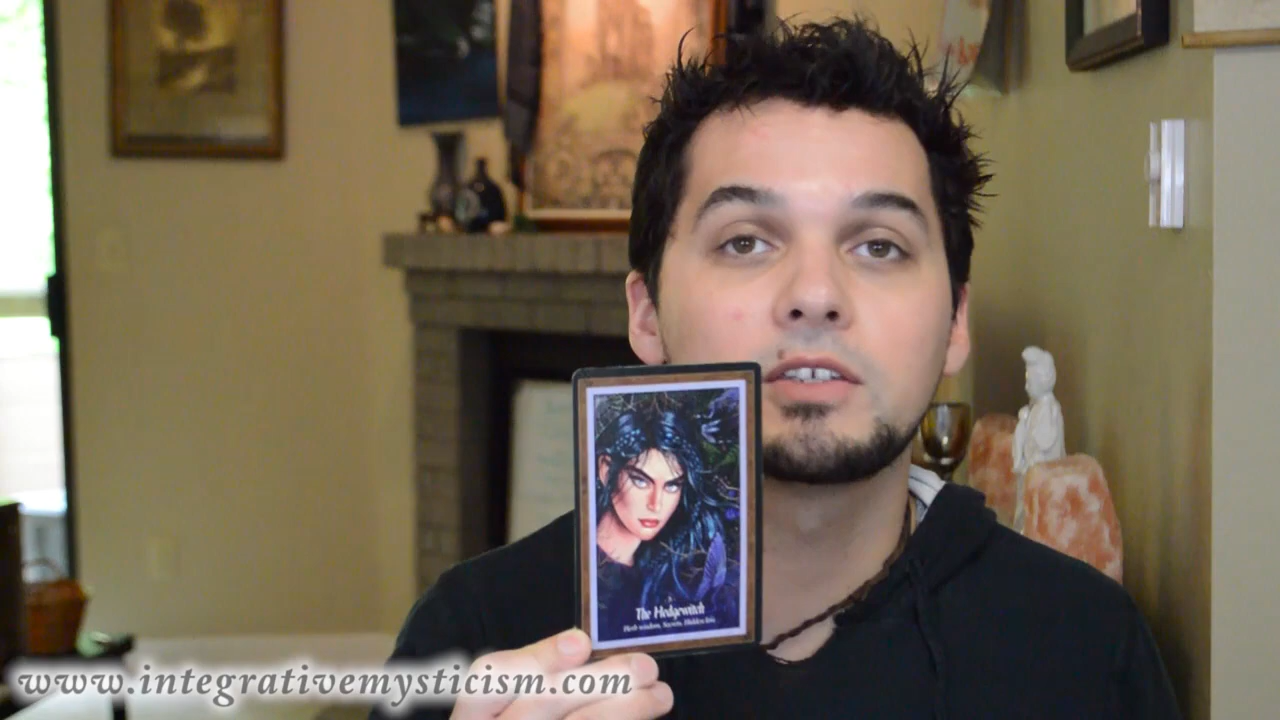 The Hedgewitch
Herb wisdom, Secrets, Hidden lore
www.integrativemysticism.com